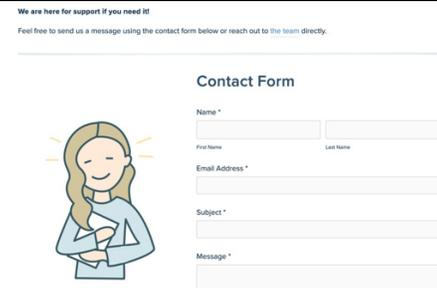 We are here for support if you need it!
Feel free to send us a message using the contact form below or reach out to the team directly.
Contact Form
Name *
First Name
Last Name
Email Address *
Subject *
Message *